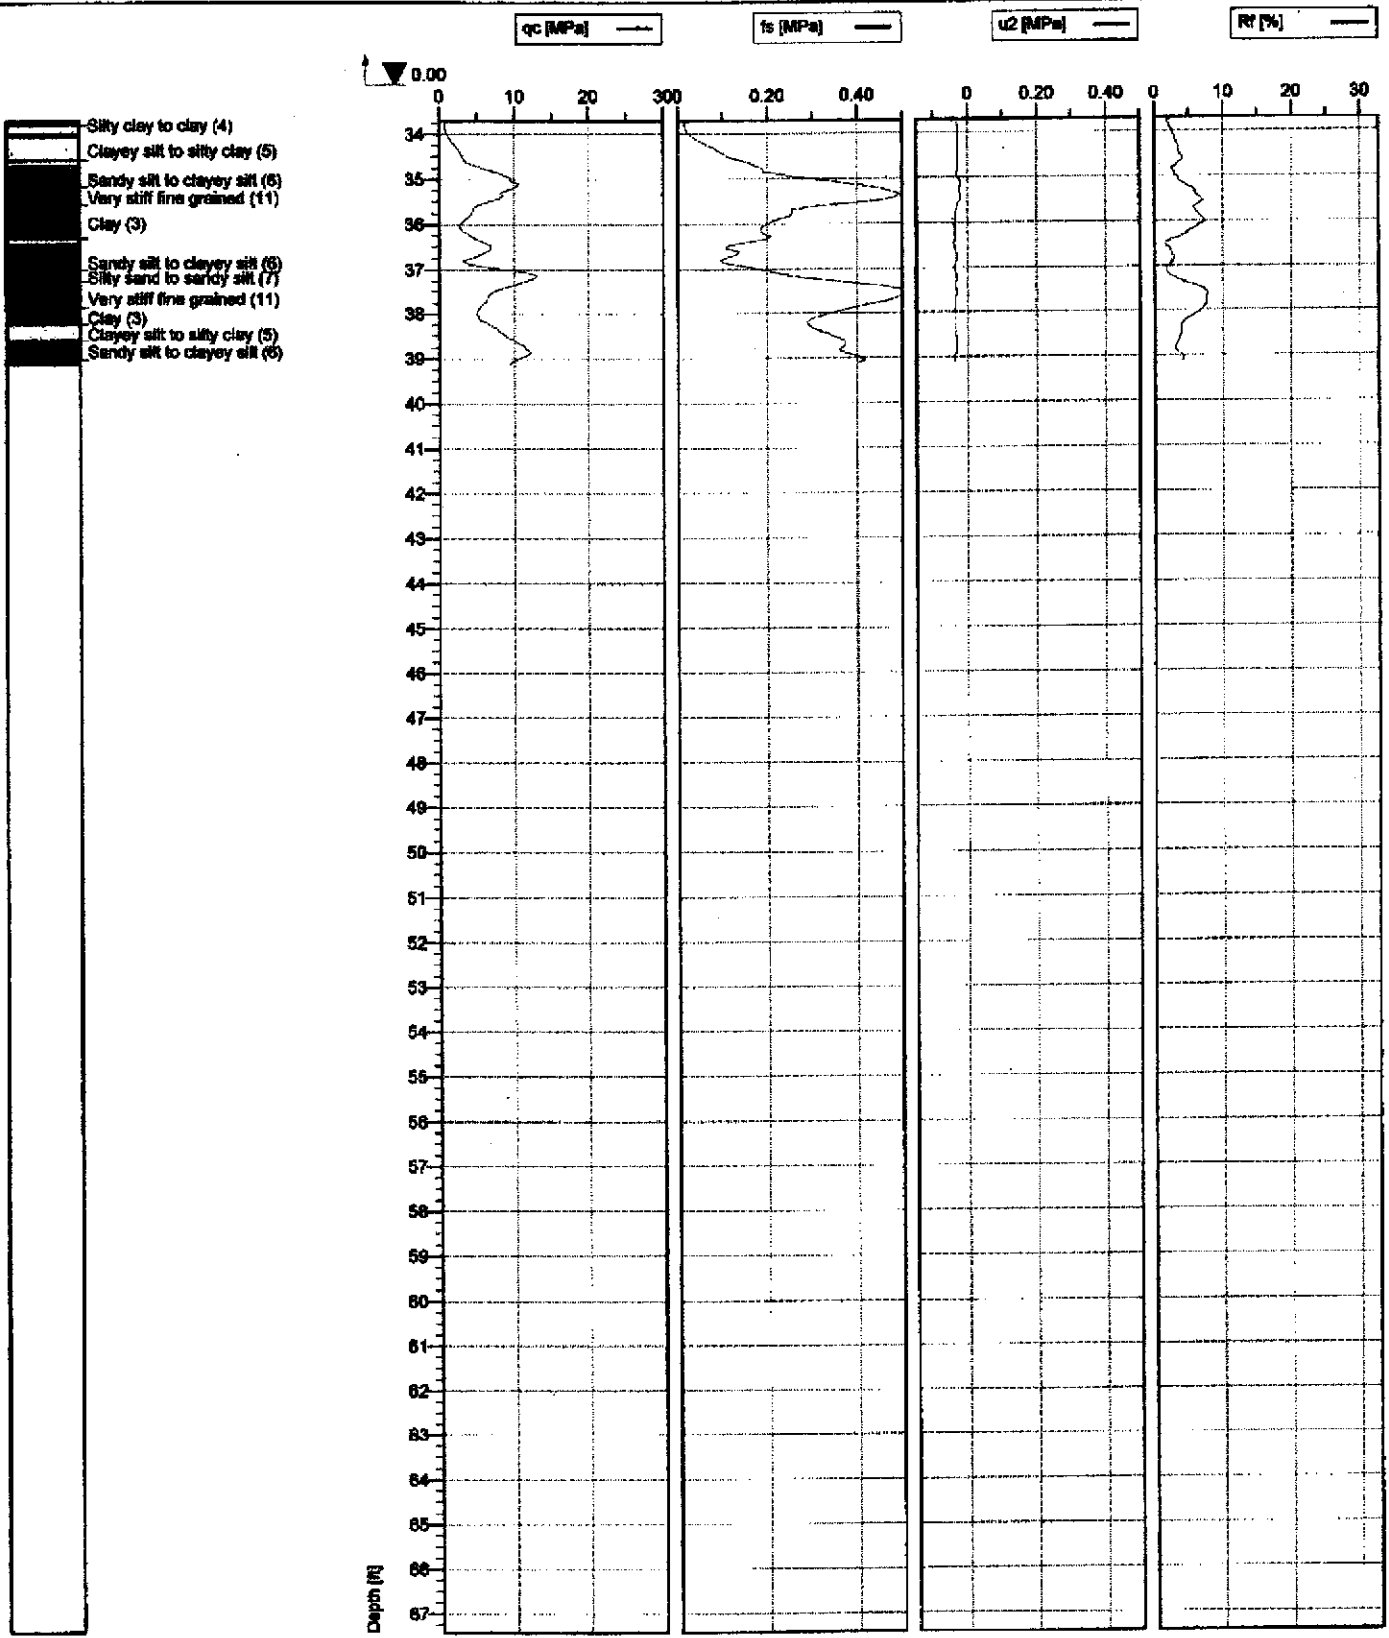 qc [MPa] fs [MPa] u2 [MPa] Rf [%]
0.00
0 10 20 300 0.20 0.40 0 0.20 0.40 0 10 20 30
Silty clay to clay (4)
34
Clayey silt to silty clay (5)
35
Sandy silt to clayey silt (6)
Very stiff fine grained (11)
36
Clay (3)
Sandy silt to clayey silt (6)
37
Silty sand to sandy silt (7)
Very stiff fine grained (11)
38
Clay (3)
Clayey silt to silty clay (5)
Sandy silt to clayey silt (6)
39
40
41
42
43
44
45
46
47
48
49
50
51
52
53
54
55
56
57
58
59
60
61
62
63
64
65
66
67
Depth [ft]